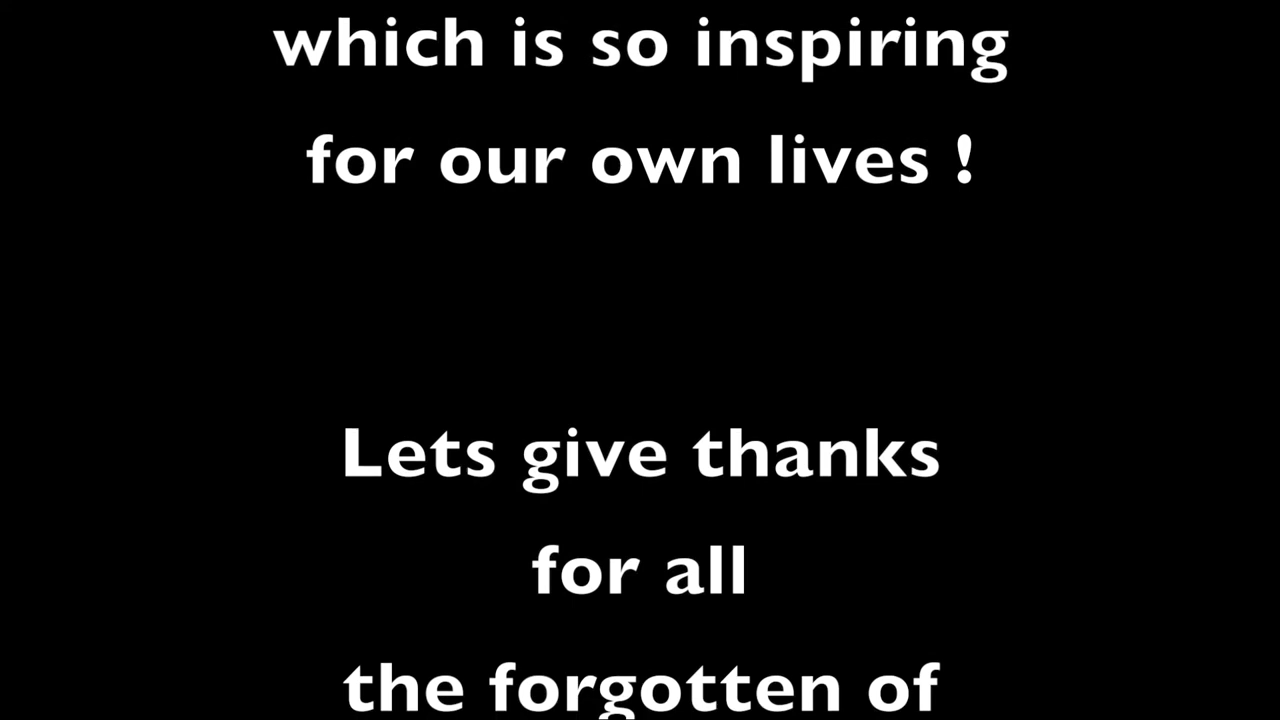 which is so inspiring
for our own lives !
Lets give thanks
for all
the forgotten of